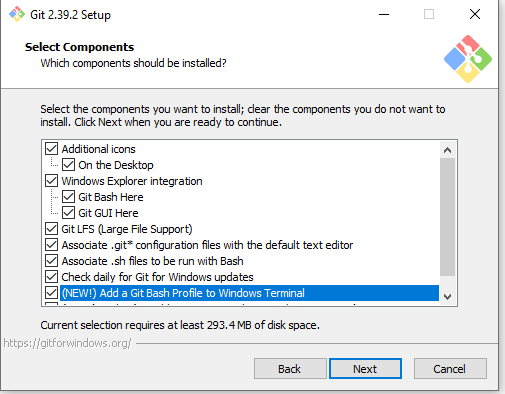 Git 2.39.2 Setup
Select Components
Which components should be installed?
Select the components you want to install; clear the components you do not want to
install. Click Next when you are ready to continue.
Additional icons
On the Desktop
Windows Explorer integration
Git Bash Here
Git GUI Here
Git LFS (Large File Support)
Associate .git* configuration files with the default text editor
Associate .sh files to be run with Bash
Check daily for Git for Windows updates
(NEW!) Add a Git Bash Profile to Windows Terminal
Current selection requires at least 293.4 MB of disk space.
https://gitforwindows.org/
Back
Next
Cancel